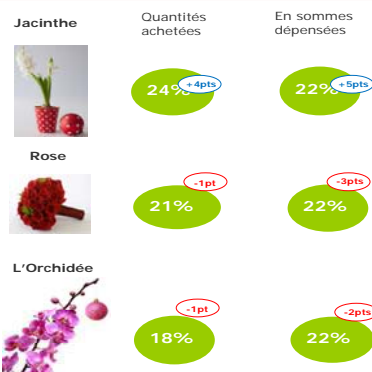 Jacinthe
Quantités
achetées
En sommes
dépensées
24%
+4pts
22%
+5pts
Rose
-1pt
21%
-3pts
22%
L'Orchidée
-1pt
18%
-2pts
22%